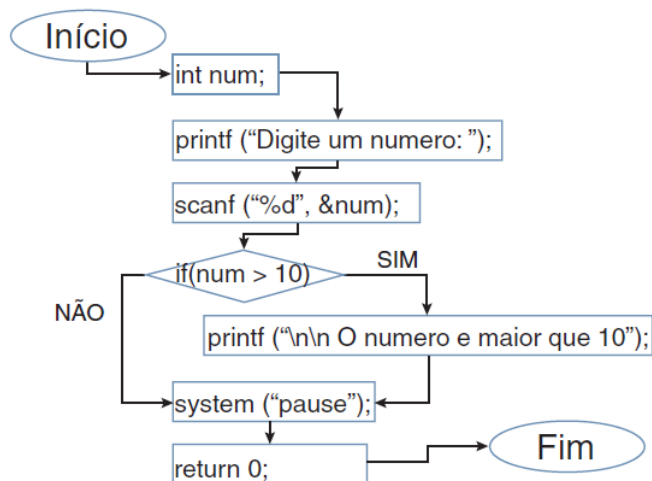 Início
int num;
printf (“Digite um numero: ”);
scanf (“%d”, &num);
if(num > 10)
SIM
NÃO
printf (“\n\n O numero e maior que 10”);
system (“pause”);
return 0;
Fim